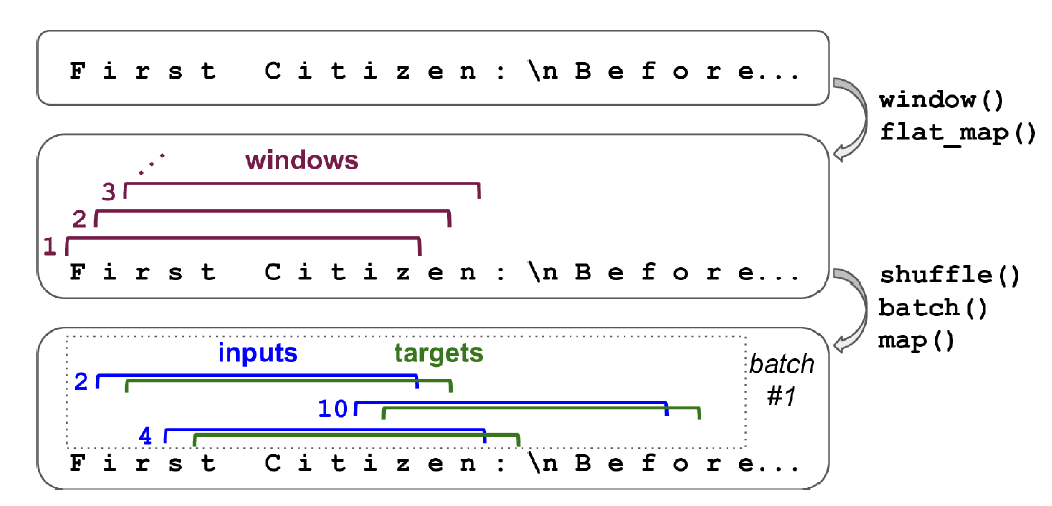 F i r s t   C i t i z e n : \n B e f o r e...
window()
flat_map()
windows
3
2
1
F i r s t   C i t i z e n : \n B e f o r e...
shuffle()
batch()
map()
inputs targets
batch
#1
2
10
4
F i r s t   C i t i z e n : \n B e f o r e...